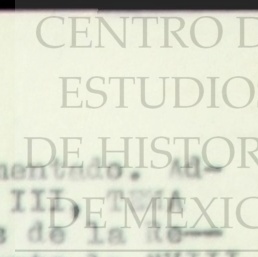 CENTRO D
ESTUDIO
DE HISTOR
mentado. Ad-
III,
DE MEXIC
s de la Re--